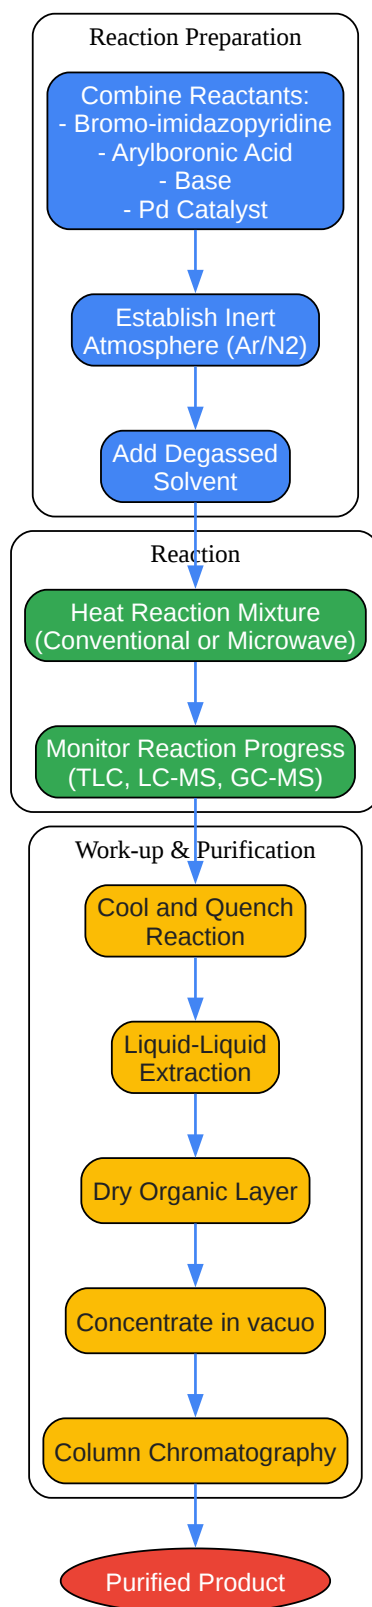 Reaction Preparation
Combine Reactants:
- Bromo-imidazopyridine
- Arylboronic Acid
- Base
- Pd Catalyst
Establish Inert
Atmosphere (Ar/N2)
Add Degassed
Solvent
Reaction
Heat Reaction Mixture
(Conventional or Microwave)
Monitor Reaction Progress
(TLC, LC-MS, GC-MS)
Work-up & Purification
Cool and Quench
Reaction
Liquid-Liquid
Extraction
Dry Organic Layer
Concentrate in vacuo
Column Chromatography
Purified Product